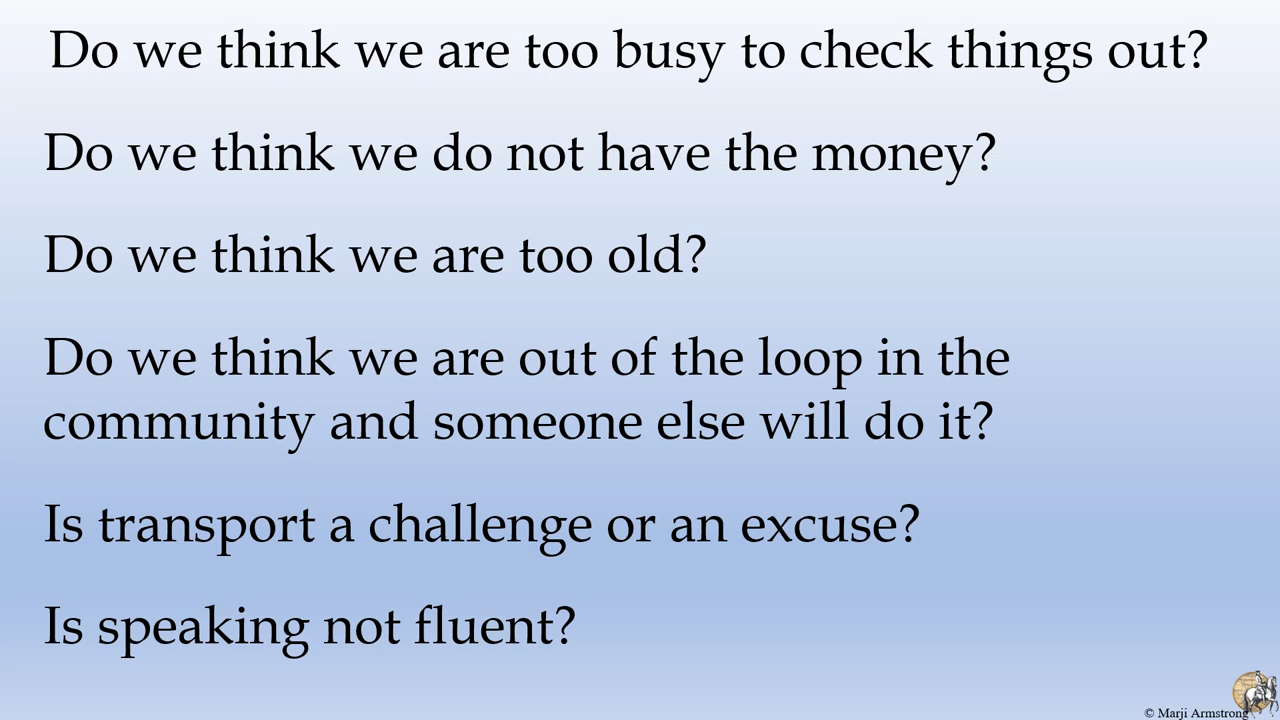 Do we think we are too busy to check things out?
Do we think we do not have the money?
Do we think we are too old?
Do we think we are out of the loop in the
community and someone else will do it?
Is transport a challenge or an excuse?
Is speaking not fluent?
© Marji Armstrong